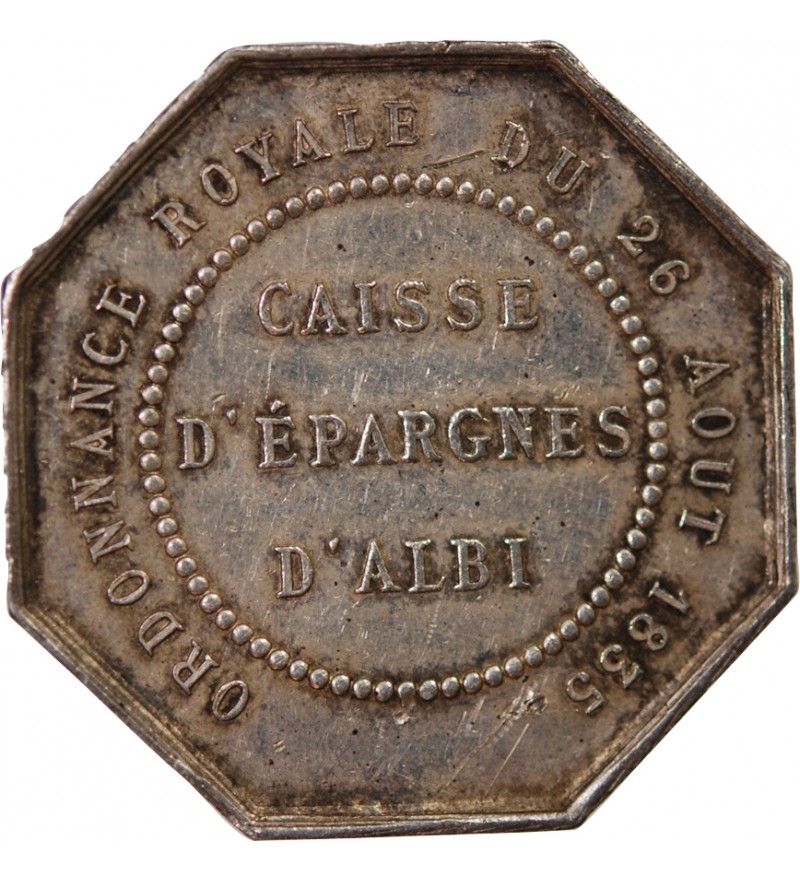 ORDONNANCE ROYALE DU 26 AOUT 1835
CAISSE
D'ÉPARGNES
D'ALBI